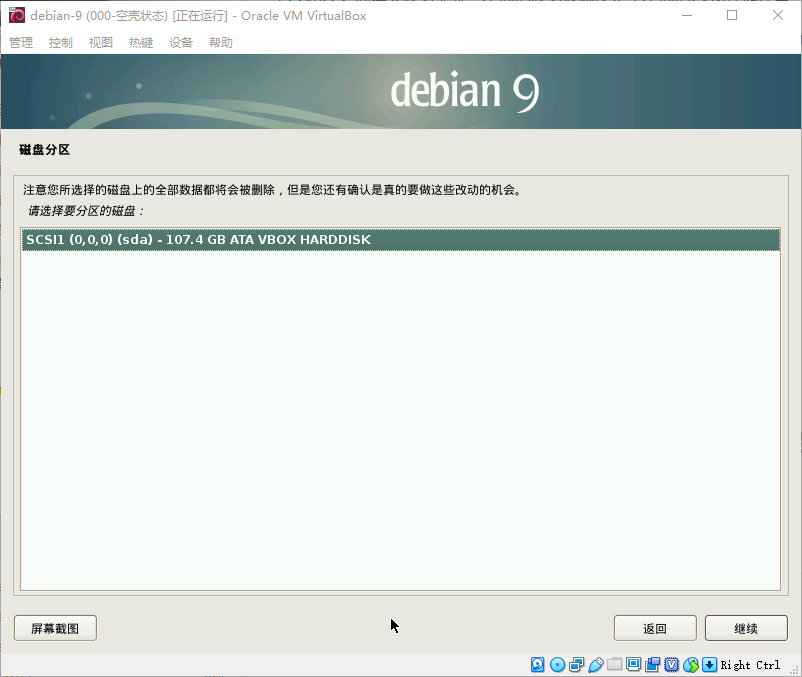 debian-9 (000-空壳状态) [正在运行] - Oracle VM VirtualBox
管理 控制 视图 热键 设备 帮助
debian 9
磁盘分区
注意您所选择的磁盘上的全部数据都将会被删除，但是您还有确认是真的要做这些改动的机会。
请选择要分区的磁盘：
SCSI1 (0,0,0) (sda) - 107.4 GB ATA VBOX HARDDISK
屏幕截图 返回 继续
Right Ctrl